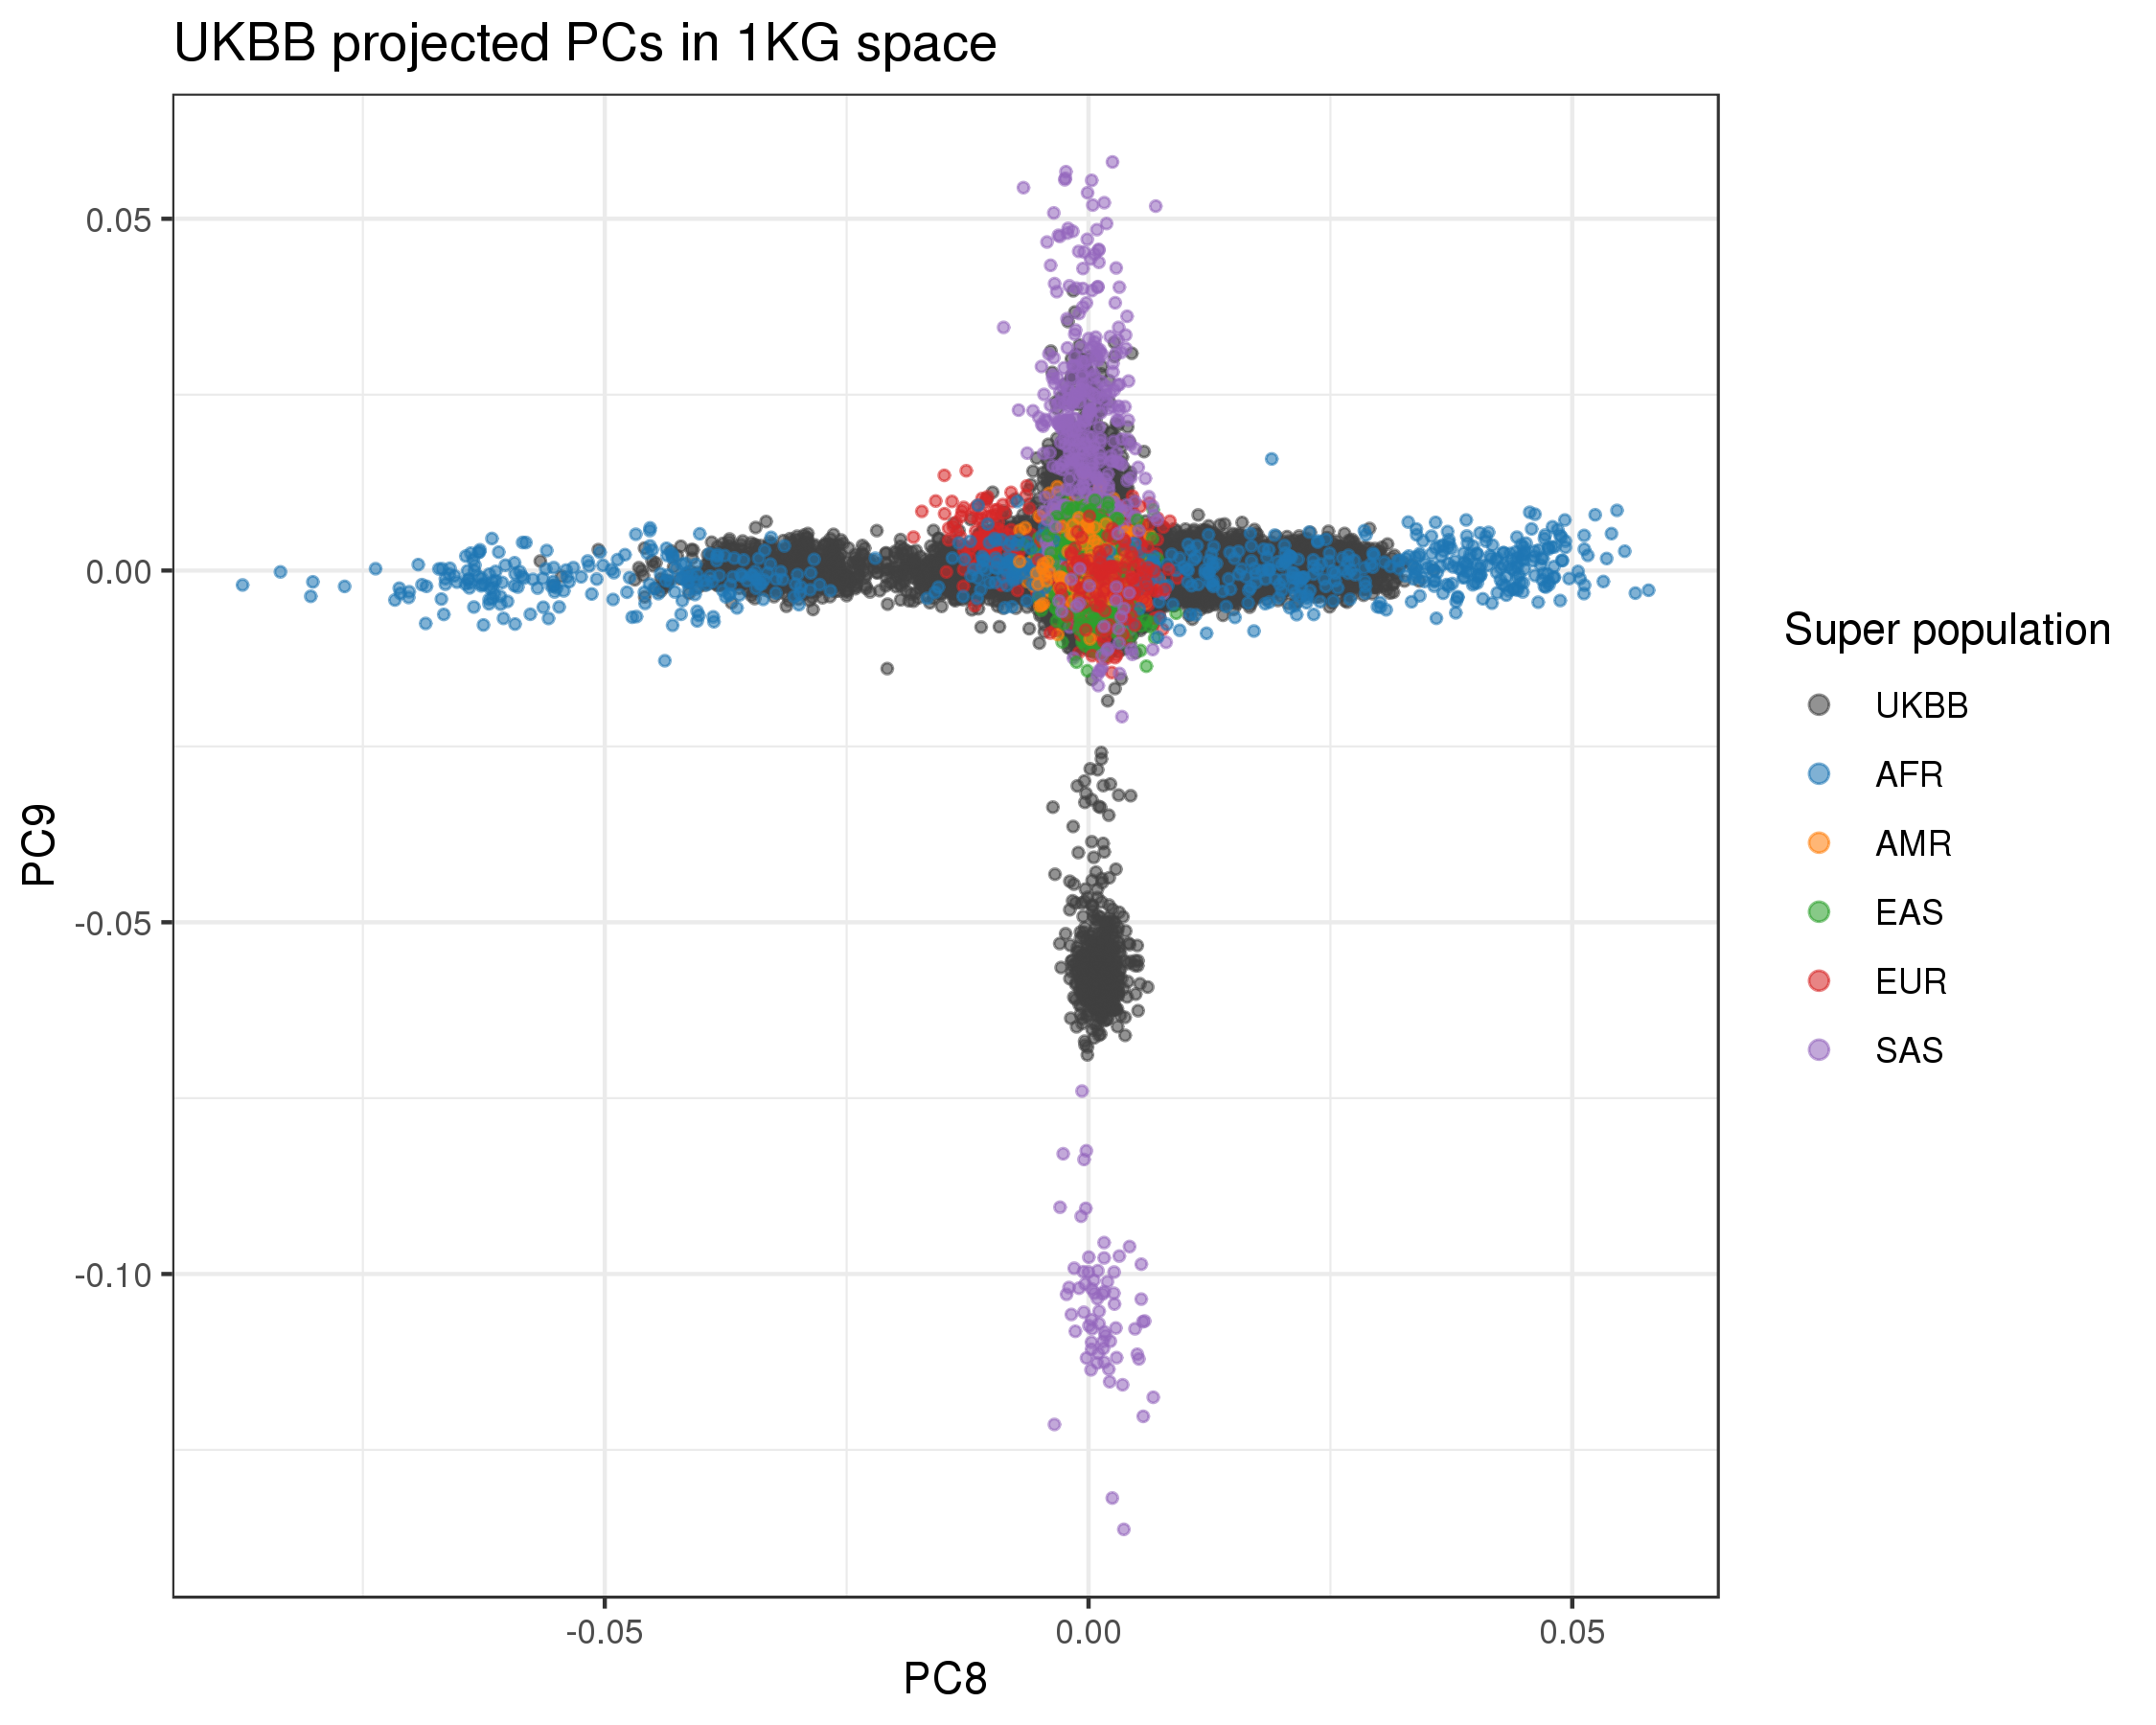 UKBB projected PCs in 1KG space
0.05
0.00
-0.05
-0.10
PC9
-0.05
0.00
0.05
PC8
Super population
UKBB
AFR
AMR
EAS
EUR
SAS